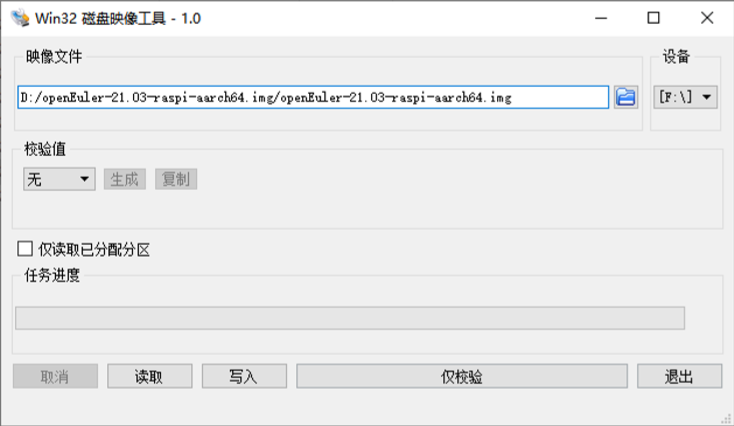 Win32 磁盘映像工具 - 1.0
映像文件
设备
D:/openEuler-21.03-raspi-aarch64.img/openEuler-21.03-raspi-aarch64.img
[F:\]
校验值
无 生成 复制
仅读取已分配分区
任务进度
取消 读取 写入 仅校验 退出